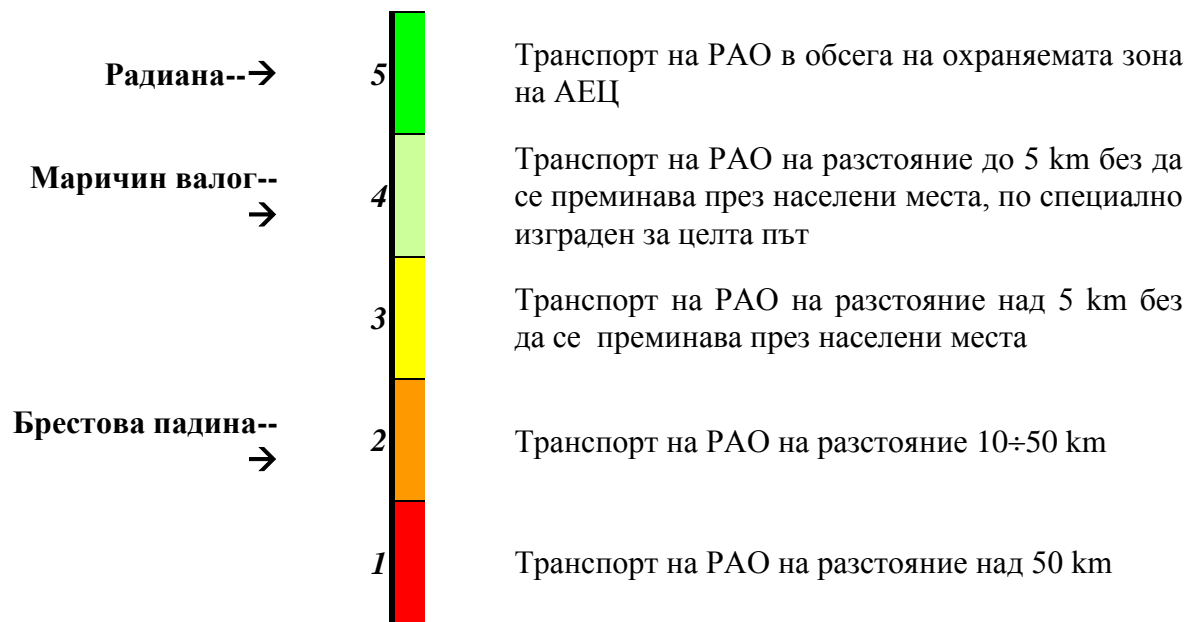 Радиана--→ 5 Транспорт на РАО в обсега на охраняемата зона
на АЕЦ
Маричин валог--
→ 4 Транспорт на РАО на разстояние до 5 km без да
се преминава през населени места, по специално
изграден за целта път
3 Транспорт на РАО на разстояние над 5 km без
да се преминава през населени места
Брестова падина--
→ 2 Транспорт на РАО на разстояние 10÷50 km
1 Транспорт на РАО на разстояние над 50 km